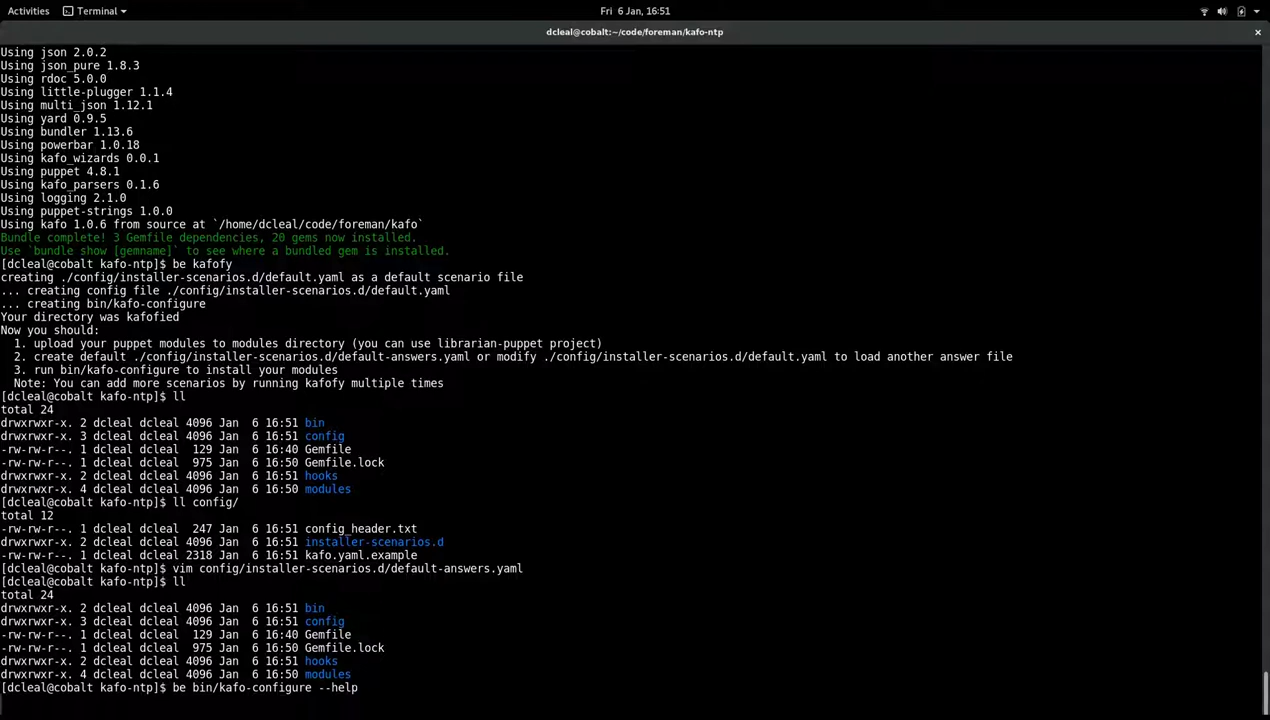 Activities Terminal Fri 6 Jan, 16:51
dcleal@cobalt:~/code/foreman/kafo-ntp ×
Using json 2.0.2
Using json_pure 1.8.3
Using rdoc 5.0.0
Using little-plugger 1.1.4
Using multi_json 1.12.1
Using yard 0.9.5
Using bundler 1.13.6
Using powerbar 1.0.18
Using kafo_wizards 0.0.1
Using puppet 4.8.1
Using kafo_parsers 0.1.6
Using logging 2.1.0
Using puppet-strings 1.0.0
Using kafo 1.0.6 from source at `/home/dcleal/code/foreman/kafo`
Bundle complete! 3 Gemfile dependencies, 20 gems now installed.
Use `bundle show [gemname]` to see where a bundled gem is installed.
[dcleal@cobalt kafo-ntp]$ be kafofy
creating ./config/installer-scenarios.d/default.yaml as a default scenario file
... creating config file ./config/installer-scenarios.d/default.yaml
... creating bin/kafo-configure
Your directory was kafofied
Now you should:
  1. upload your puppet modules to modules directory (you can use librarian-puppet project)
  2. create default ./config/installer-scenarios.d/default-answers.yaml or modify ./config/installer-scenarios.d/default.yaml to load another answer file
  3. run bin/kafo-configure to install your modules
  Note: You can add more scenarios by running kafofy multiple times
[dcleal@cobalt kafo-ntp]$ ll
total 24
drwxrwxr-x. 2 dcleal dcleal 4096 Jan  6 16:51 bin
drwxrwxr-x. 3 dcleal dcleal 4096 Jan  6 16:51 config
-rw-rw-r--. 1 dcleal dcleal  129 Jan  6 16:40 Gemfile
-rw-rw-r--. 1 dcleal dcleal  975 Jan  6 16:50 Gemfile.lock
drwxrwxr-x. 2 dcleal dcleal 4096 Jan  6 16:51 hooks
drwxrwxr-x. 4 dcleal dcleal 4096 Jan  6 16:50 modules
[dcleal@cobalt kafo-ntp]$ ll config/
total 12
-rw-rw-r--. 1 dcleal dcleal  247 Jan  6 16:51 config_header.txt
drwxrwxr-x. 2 dcleal dcleal 4096 Jan  6 16:51 installer-scenarios.d
-rw-rw-r--. 1 dcleal dcleal 2318 Jan  6 16:51 kafo.yaml.example
[dcleal@cobalt kafo-ntp]$ vim config/installer-scenarios.d/default-answers.yaml
[dcleal@cobalt kafo-ntp]$ ll
total 24
drwxrwxr-x. 2 dcleal dcleal 4096 Jan  6 16:51 bin
drwxrwxr-x. 3 dcleal dcleal 4096 Jan  6 16:51 config
-rw-rw-r--. 1 dcleal dcleal  129 Jan  6 16:40 Gemfile
-rw-rw-r--. 1 dcleal dcleal  975 Jan  6 16:50 Gemfile.lock
drwxrwxr-x. 2 dcleal dcleal 4096 Jan  6 16:51 hooks
drwxrwxr-x. 4 dcleal dcleal 4096 Jan  6 16:50 modules
[dcleal@cobalt kafo-ntp]$ be bin/kafo-configure --help